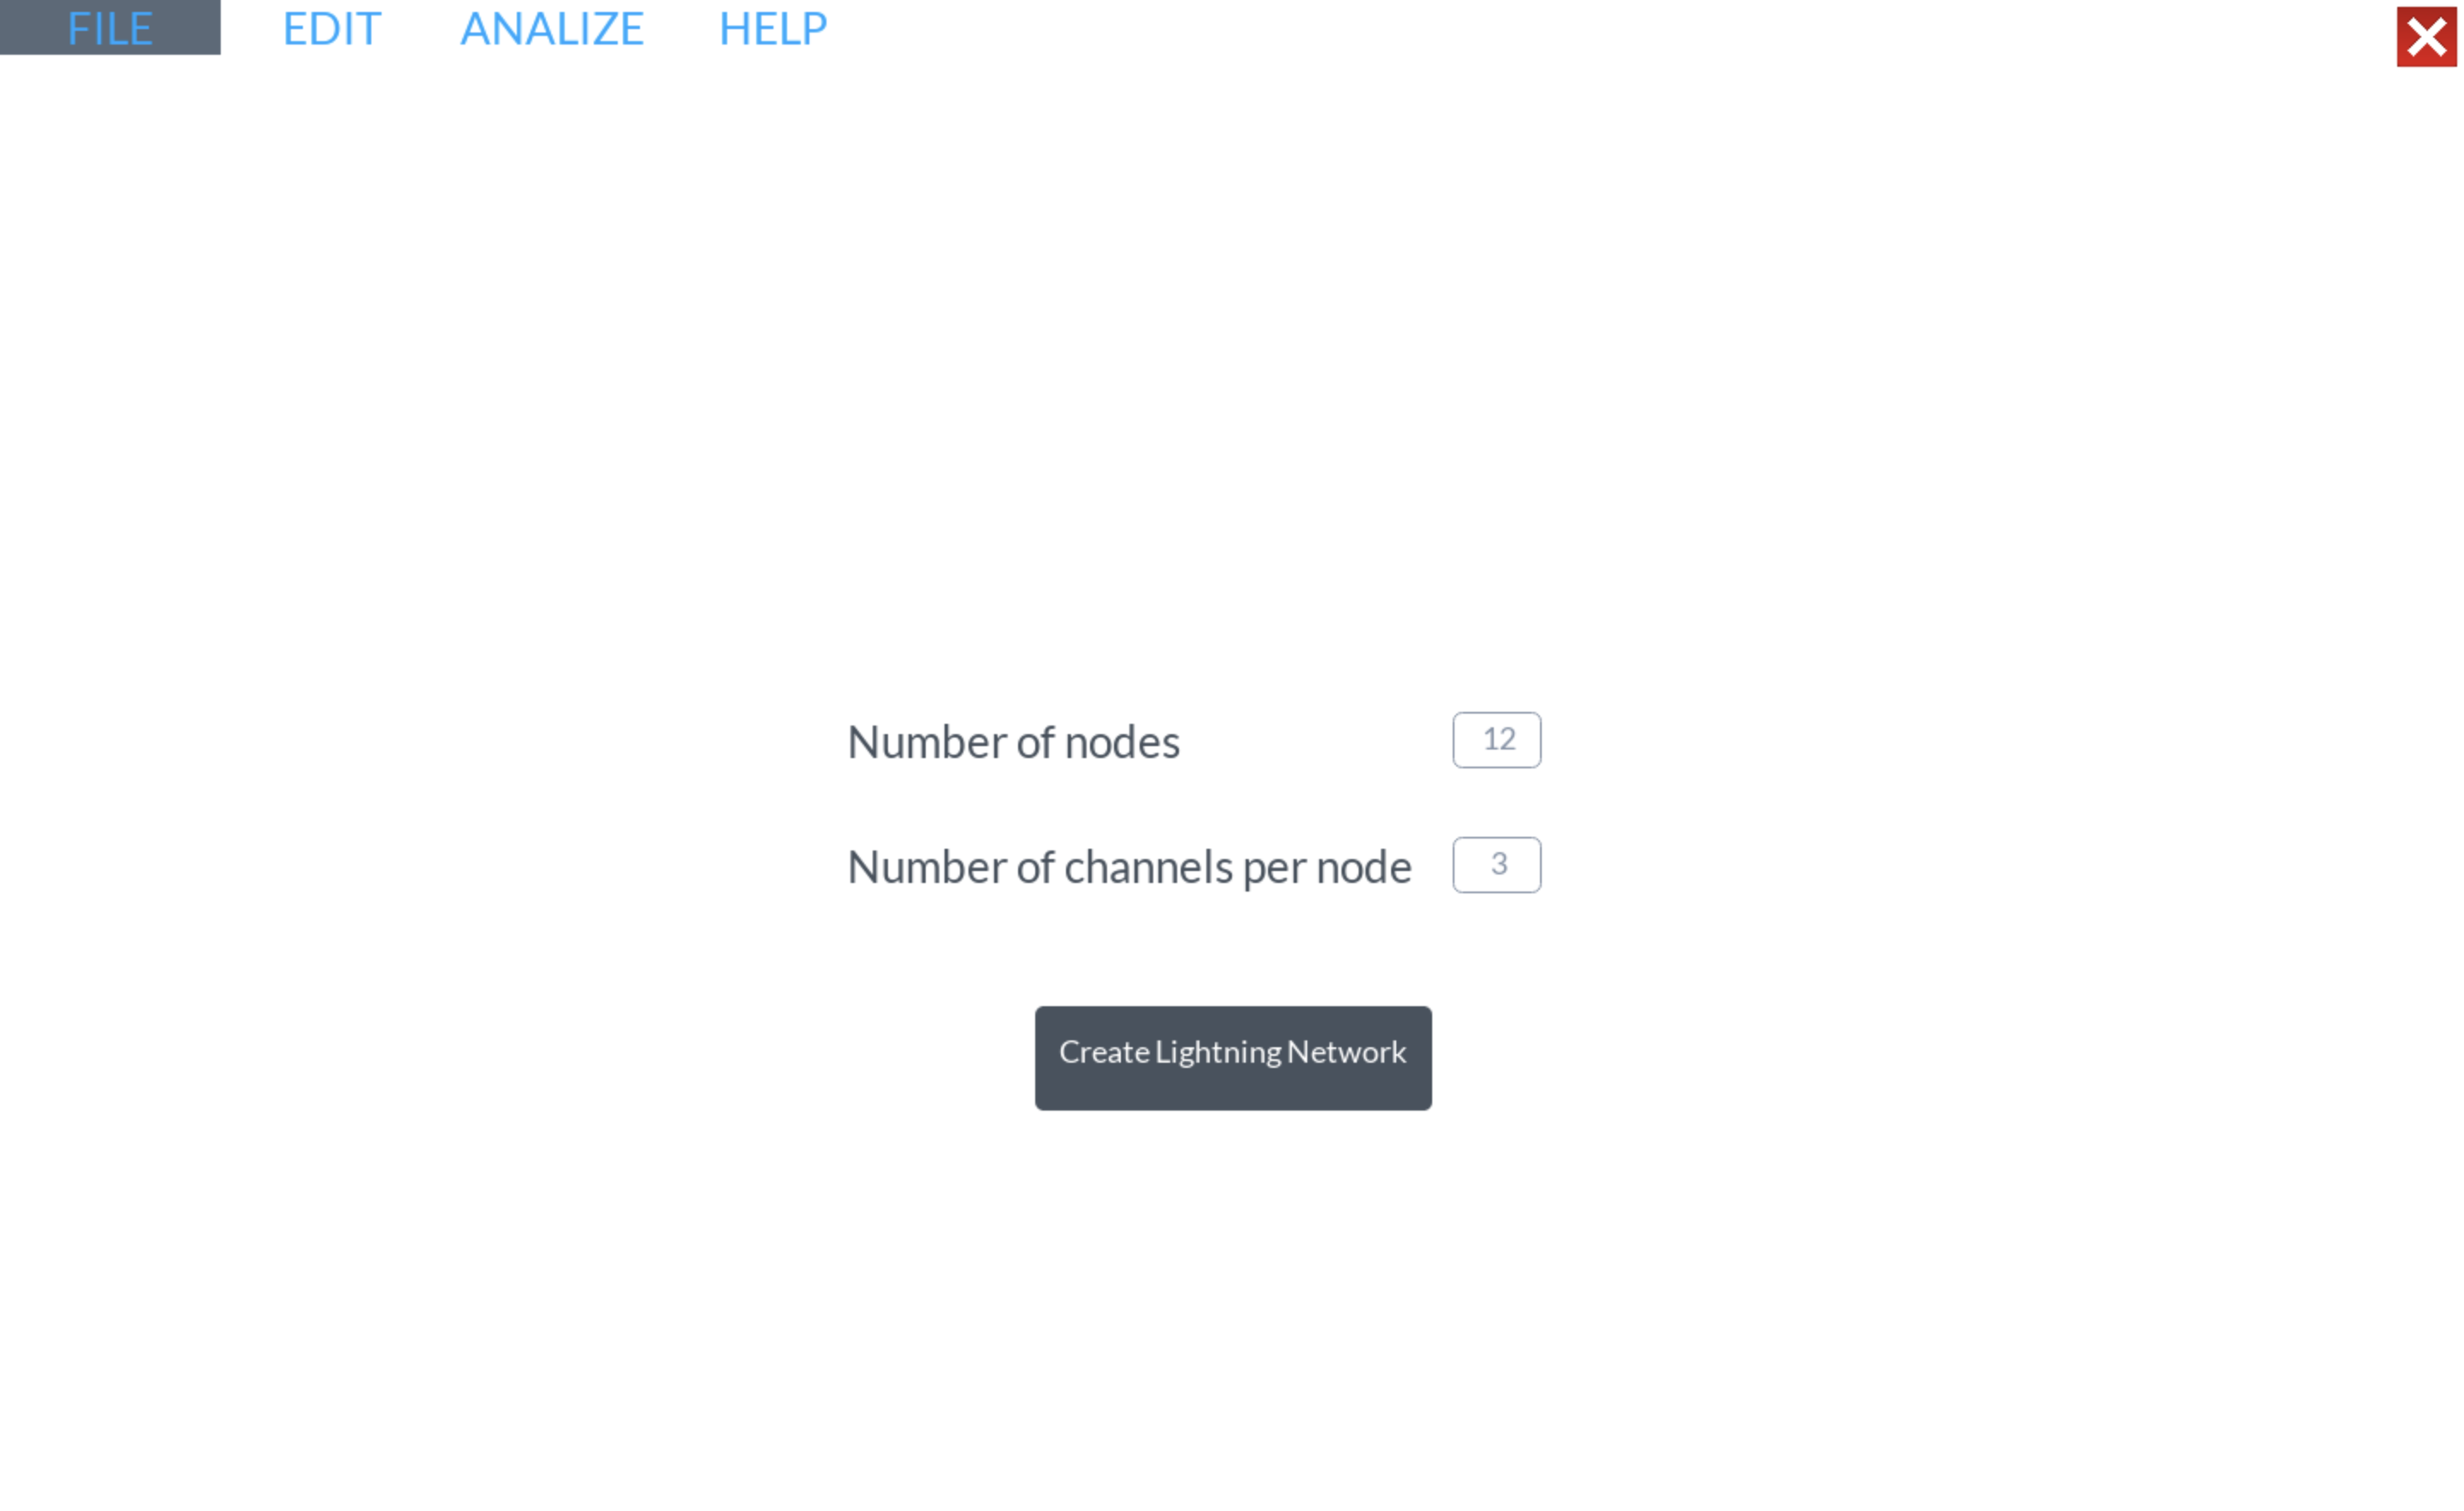 FILE EDIT ANALIZE HELP
Number of nodes 12
Number of channels per node 3
Create Lightning Network